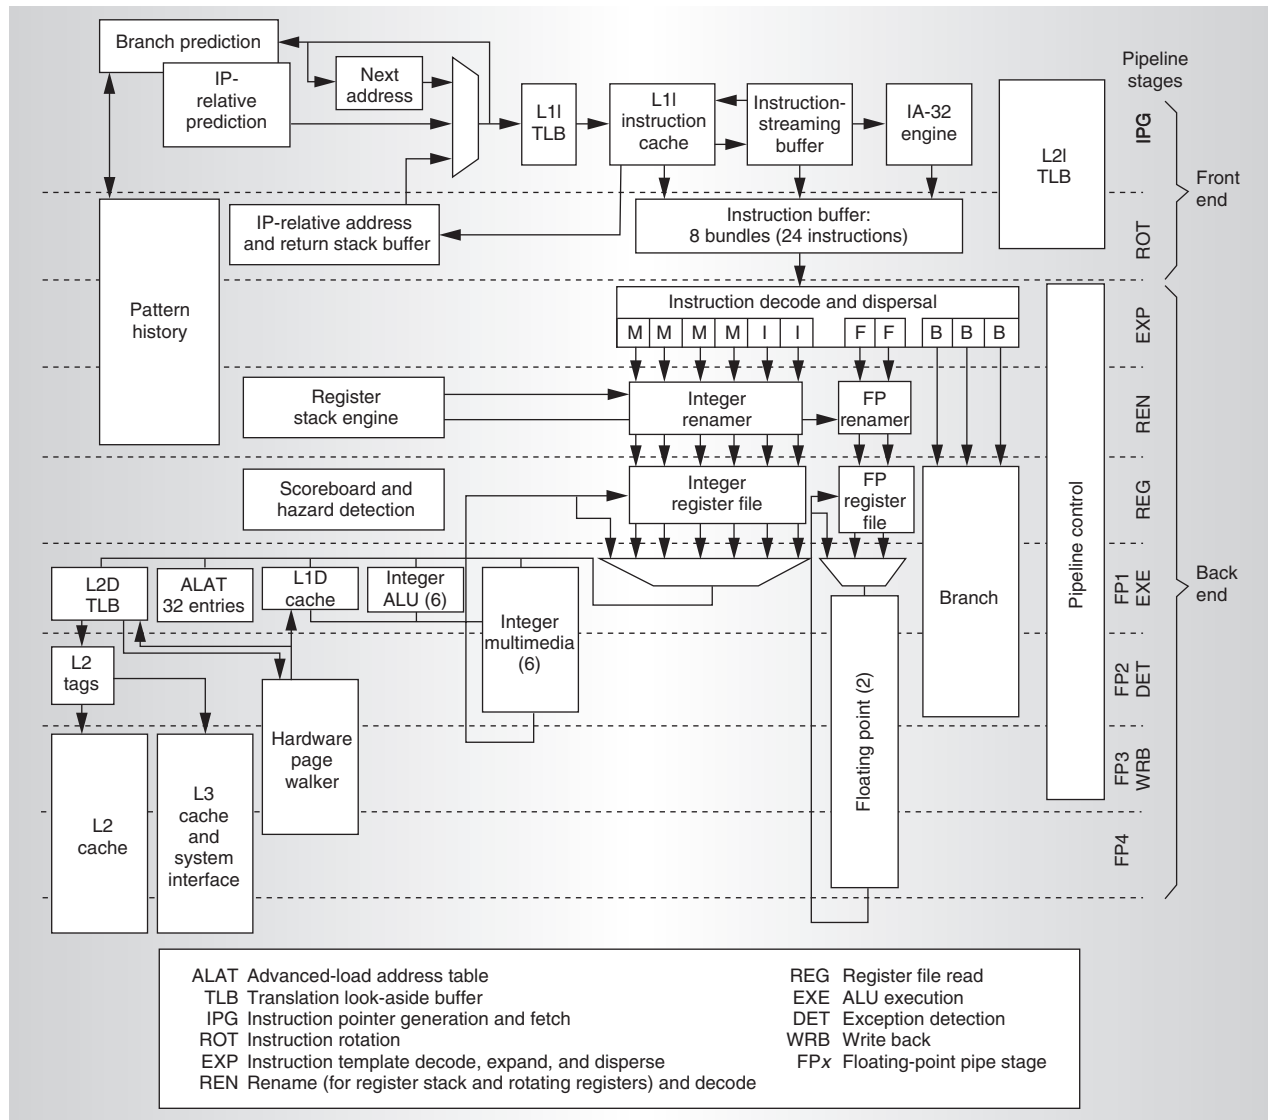 Branch prediction
IP-
relative
prediction
Next
address
L1I
TLB
L1I
instruction
cache
Instruction-
streaming
buffer
IA-32
engine
L2I
TLB
Pipeline
stages
IPG
ROT
Front
end
IP-relative address
and return stack buffer
Instruction buffer:
8 bundles (24 instructions)
Pattern
history
Instruction decode and dispersal
M M M M I I F F B B B
EXP
Register
stack engine
Integer
renamer
FP
renamer
REN
Scoreboard and
hazard detection
Integer
register file
FP
register
file
REG
Pipeline control
L2D
TLB
ALAT
32 entries
L1D
cache
Integer
ALU (6)
Integer
multimedia
(6)
Branch
FP1
EXE
Back
end
L2
tags
Floating point (2)
FP2
DET
Hardware
page
walker
FP3
WRB
L2
cache
L3
cache
and
system
interface
FP4
ALAT Advanced-load address table
TLB Translation look-aside buffer
IPG Instruction pointer generation and fetch
ROT Instruction rotation
EXP Instruction template decode, expand, and disperse
REN Rename (for register stack and rotating registers) and decode
REG Register file read
EXE ALU execution
DET Exception detection
WRB Write back
FPx Floating-point pipe stage